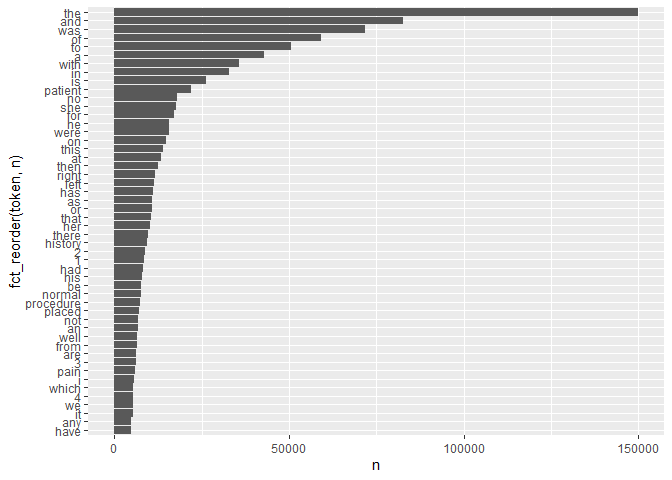 the
and
was
of
to
a
with
in
is
patient
no
she
for
he
were
on
this
at
then
right
left
has
as
or
that
her
there
history
2
1
had
his
be
normal
procedure
placed
not
an
well
from
are
3
pain
i
which
4
we
it
any
have
fct_reorder(token, n)
0 50000 100000 150000
n